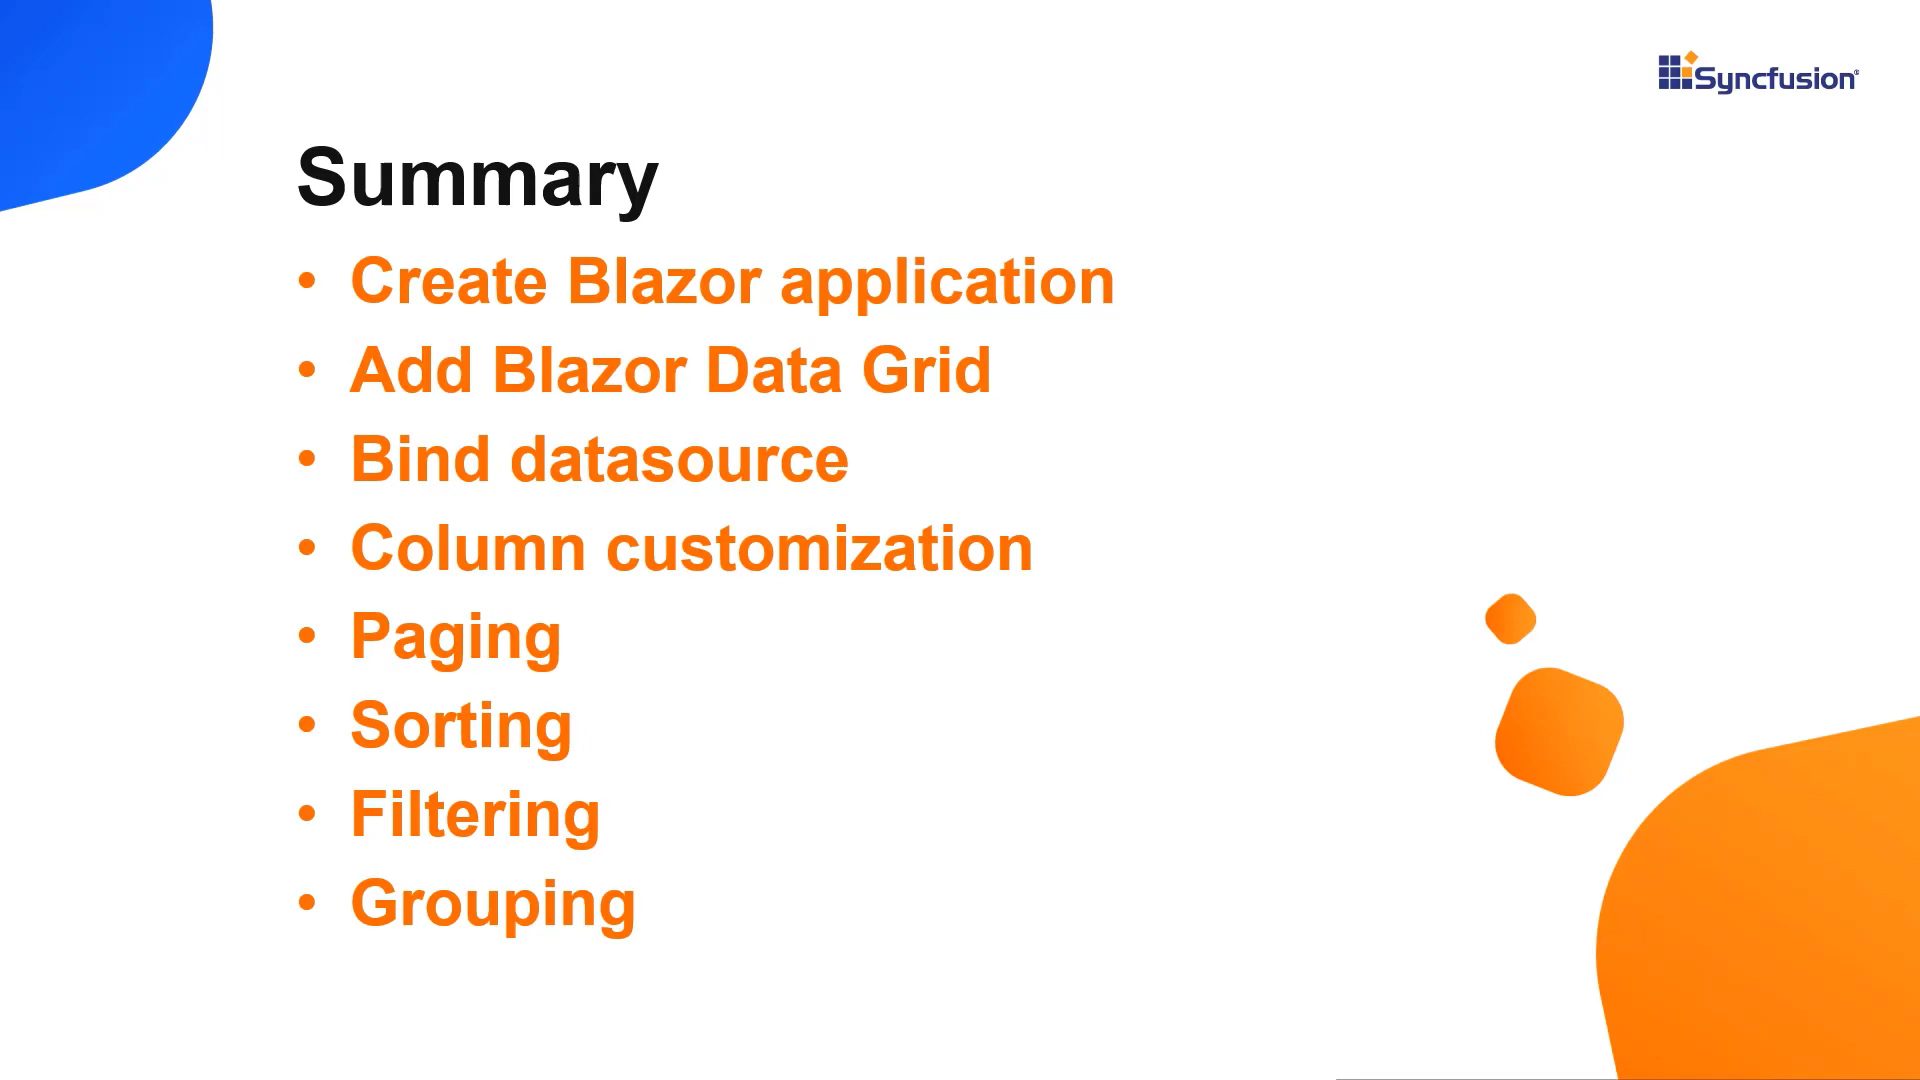 Syncfusion®
Summary
• Create Blazor application
• Add Blazor Data Grid
• Bind datasource
• Column customization
• Paging
• Sorting
• Filtering
• Grouping